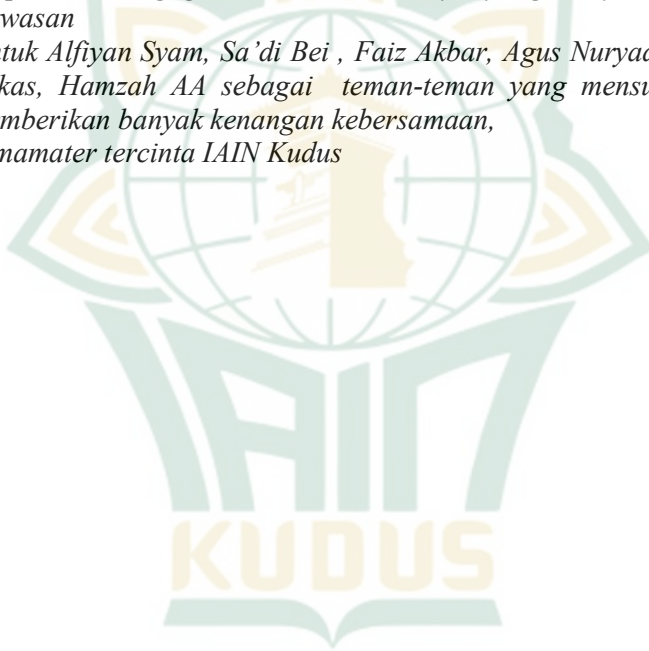 wasan
tuk Alfiyan Syam, Sa’di Bei , Faiz Akbar, Agus Nuryad
kas, Hamzah AA sebagai teman-teman yang mensu
mberikan banyak kenangan kebersamaan,
mamater tercinta IAIN Kudus
IAIN
KUDUS